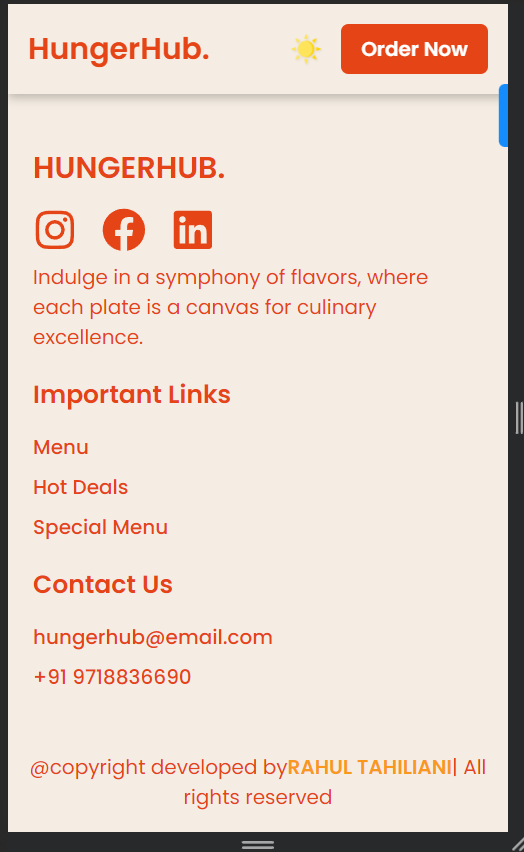 HungerHub.
Order Now
HUNGERHUB.
Indulge in a symphony of flavors, where
each plate is a canvas for culinary
excellence.
Important Links
Menu
Hot Deals
Special Menu
Contact Us
hungerhub@email.com
+91 9718836690
@copyright developed byRAHUL TAHILIANI| All
rights reserved